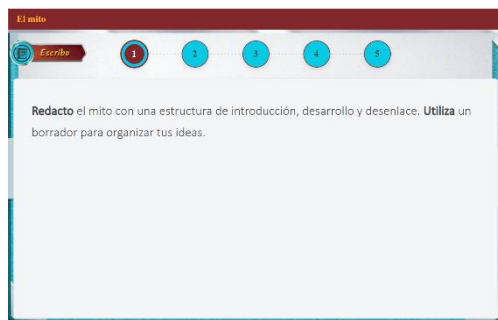 El mito
Escribo
1 2 3 4 5
Redacto el mito con una estructura de introducción, desarrollo y desenlace. Utiliza un
borrador para organizar tus ideas.